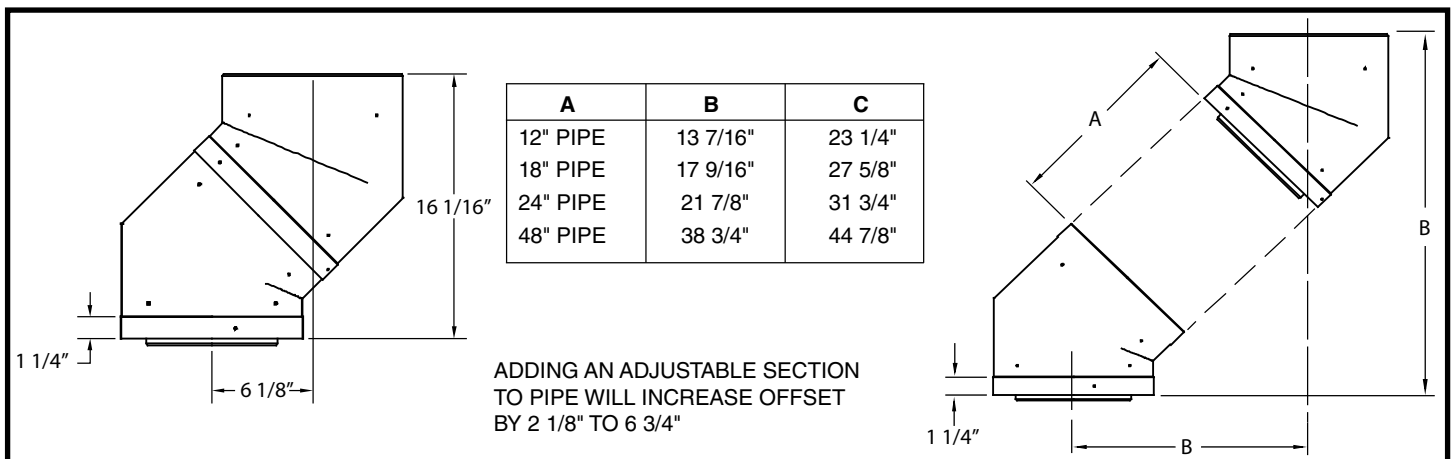 16 1/16”
1 1/4”
6 1/8”
A B C
12" PIPE 13 7/16" 23 1/4"
18" PIPE 17 9/16" 27 5/8"
24" PIPE 21 7/8" 31 3/4"
48" PIPE 38 3/4" 44 7/8"
ADDING AN ADJUSTABLE SECTION
TO PIPE WILL INCREASE OFFSET
BY 2 1/8" TO 6 3/4"
A
B
1 1/4”
B